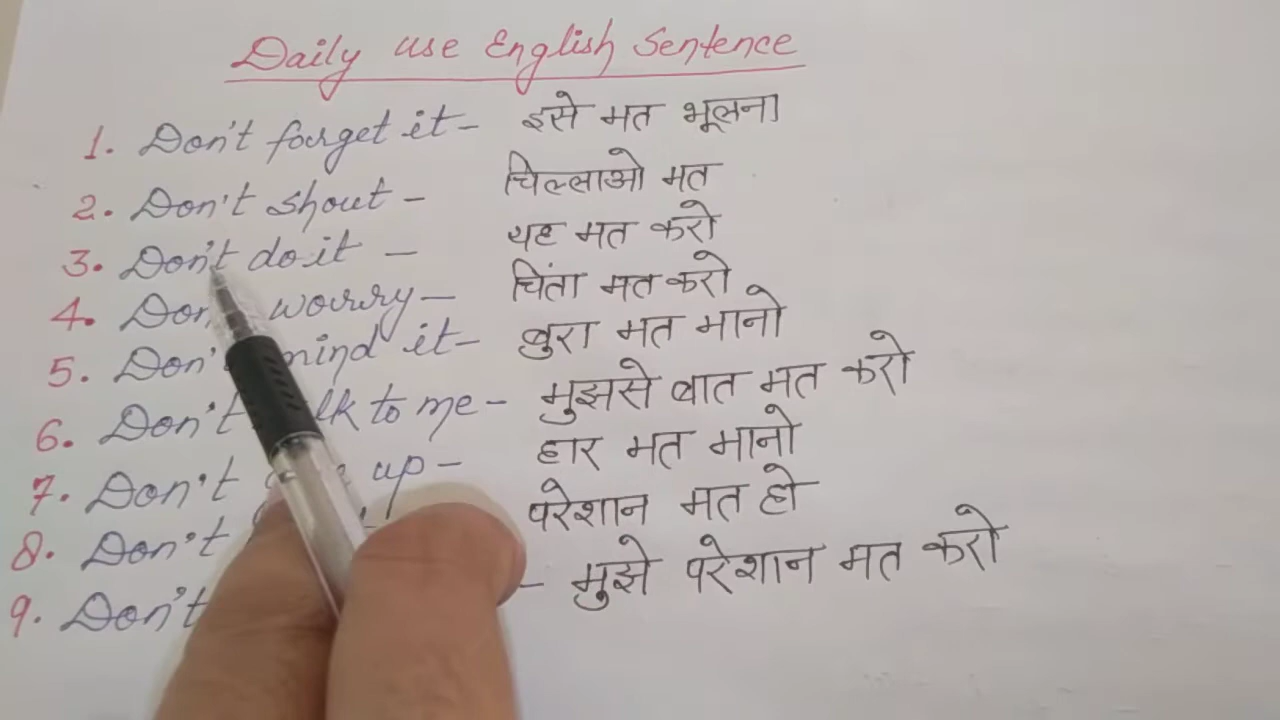 Daily use English Sentence
1. Don't forget it - इसे मत भूलना
2. Don't shout - चिल्लाओ मत
3. Don't do it - यह मत करो
4. worry - चिंता मत करो
5. mind it - बुरा मत मानो
6. Don't to me - मुझसे बात मत करो
7. Don't up - हार मत मानो
8. Don't परेशान मत हो
9. Don't - मुझे परेशान मत करो